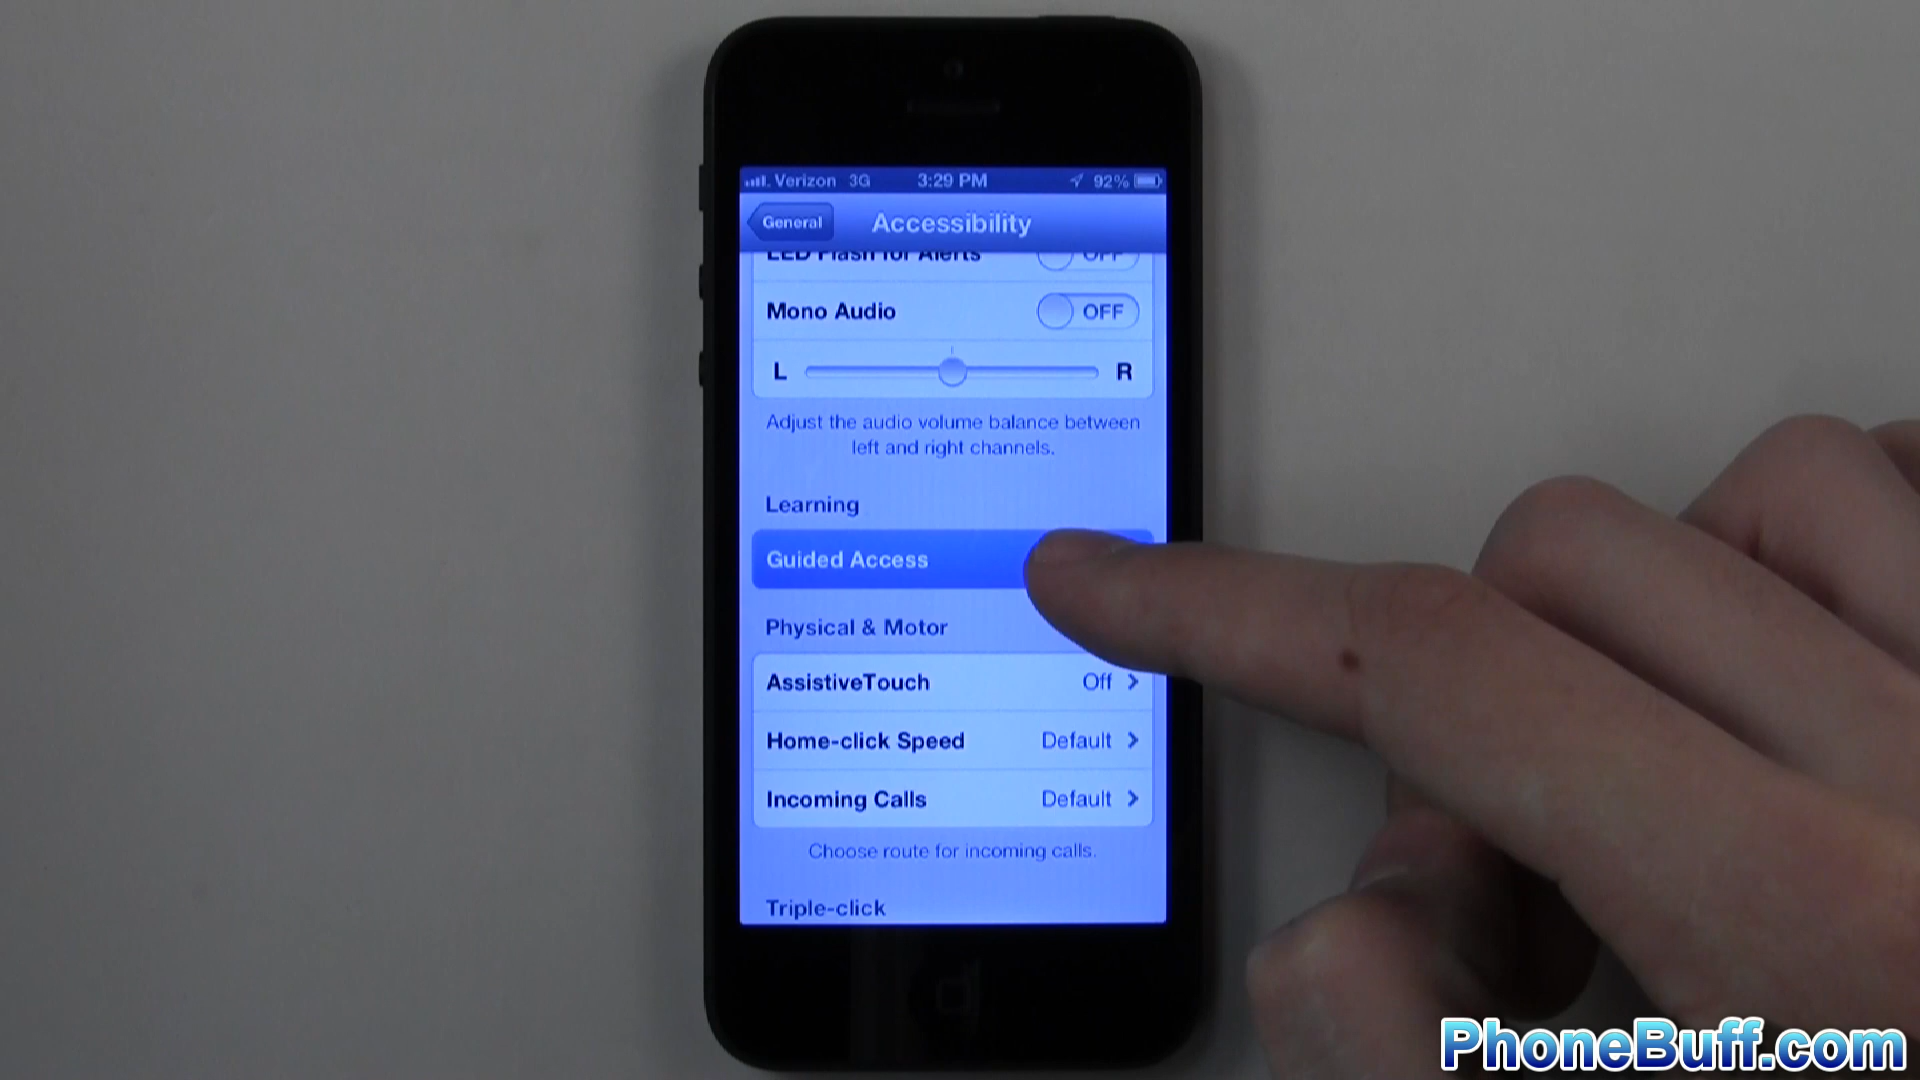 Verizon 3G 3:29 PM 92%
General Accessibility
LED Flash for Alerts OFF
Mono Audio OFF
L R
Adjust the audio volume balance between
left and right channels.
Learning
Guided Access
Physical & Motor
AssistiveTouch Off
Home-click Speed Default
Incoming Calls Default
Choose route for incoming calls.
Triple-click
PhoneBuff.com